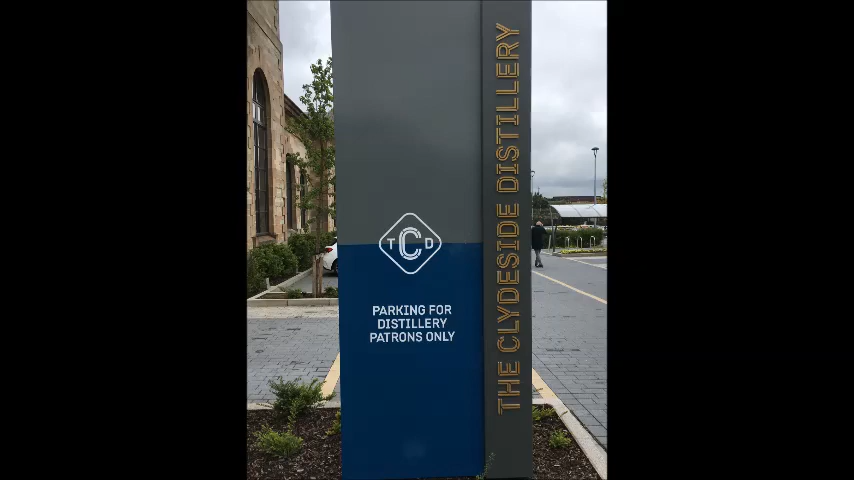 T C D
PARKING FOR
DISTILLERY
PATRONS ONLY
THE CLYDESIDE DISTILLERY